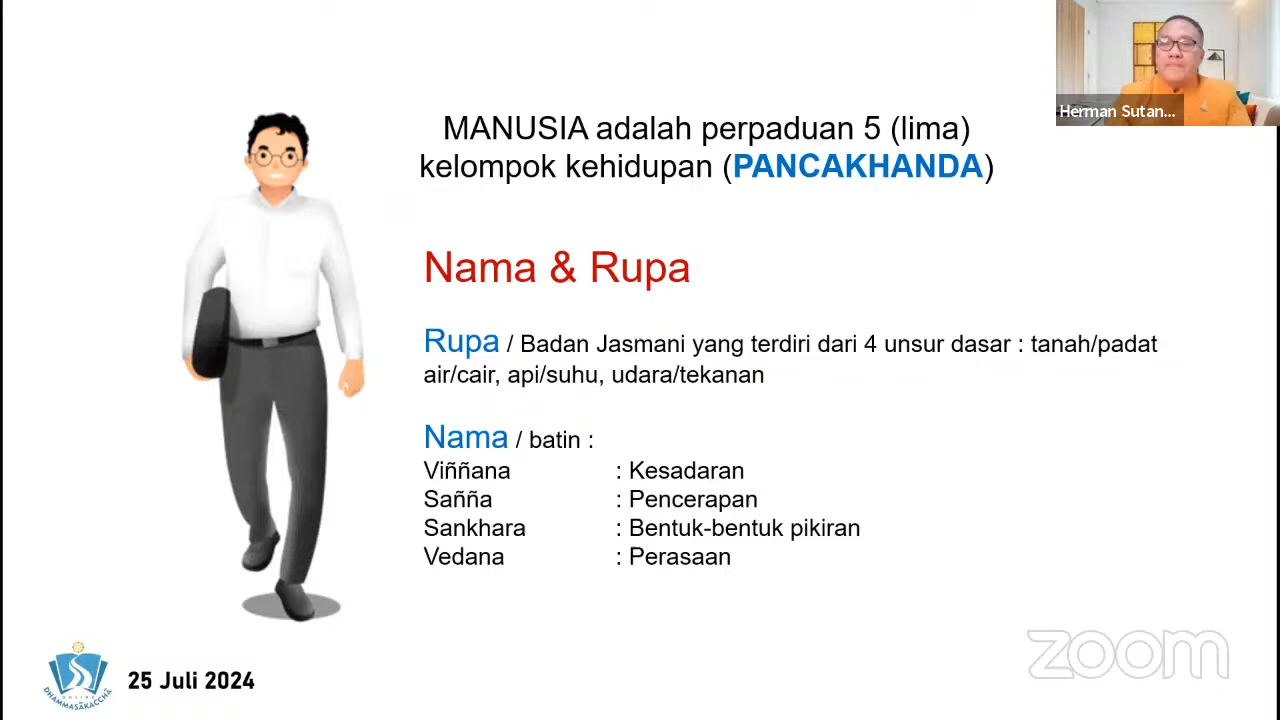 Herman Sutan...
MANUSIA adalah perpaduan 5 (lima)
kelompok kehidupan (PANCAKHANDA)
Nama & Rupa
Rupa / Badan Jasmani yang terdiri dari 4 unsur dasar : tanah/padat
air/cair, api/suhu, udara/tekanan
Nama / batin :
Viññana : Kesadaran
Sañña : Pencerapan
Sankhara : Bentuk-bentuk pikiran
Vedana : Perasaan
zoom
ONLINE
DHAMMASĀKACCHĀ
25 Juli 2024